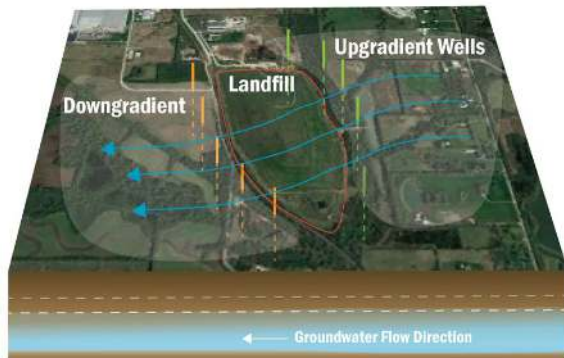 Upgradient Wells
Landfill
Downgradient
Groundwater Flow Direction